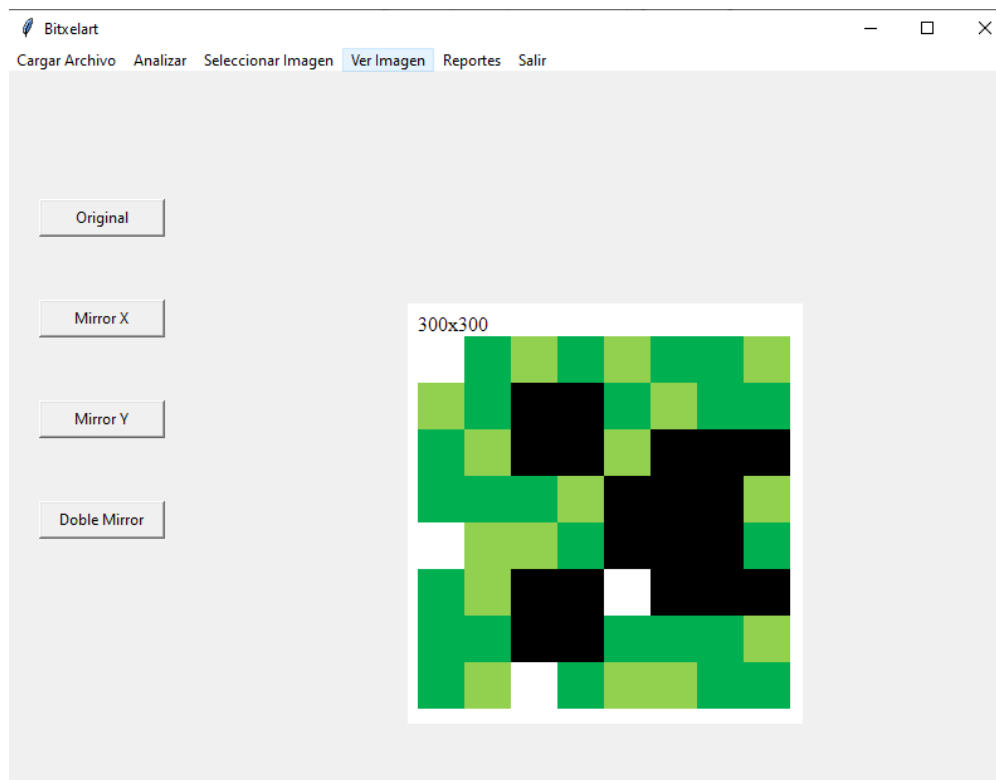 Bitxelart
Cargar Archivo Analizar Seleccionar Imagen Ver Imagen Reportes Salir
Original
Mirror X
300x300
Mirror Y
Doble Mirror